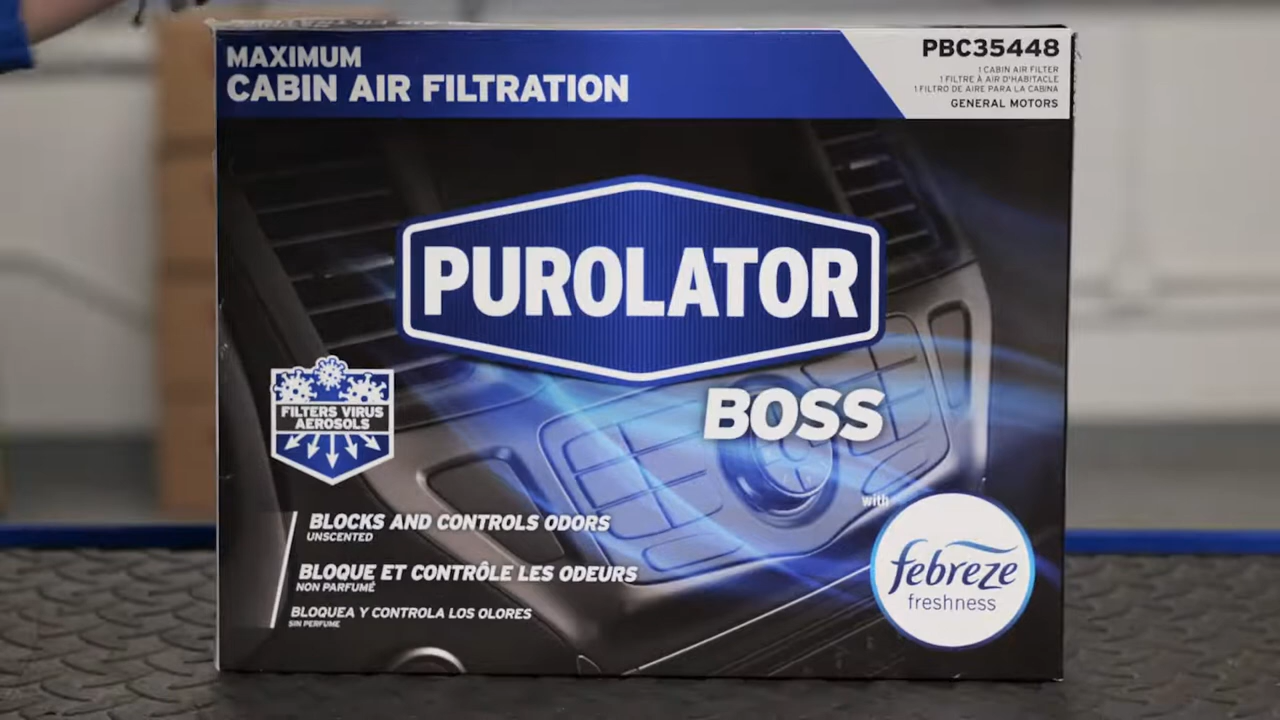 MAXIMUM
CABIN AIR FILTRATION
PBC35448
1 CABIN AIR FILTER
1 FILTRE À AIR D'HABITACLE
1 FILTRO DE AIRE PARA LA CABINA
GENERAL MOTORS
PUROLATOR
BOSS
FILTERS VIRUS
AEROSOLS
BLOCKS AND CONTROLS ODORS
UNSCENTED
BLOQUE ET CONTRÔLE LES ODEURS
NON PARFUMÉ
BLOQUEA Y CONTROLA LOS OLORES
SIN PERFUME
with
febreze
freshness